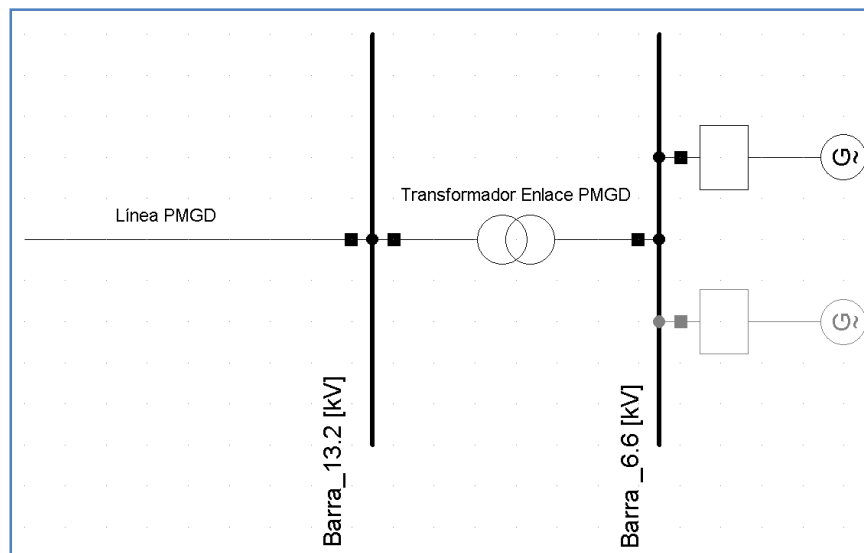 Línea PMGD
Transformador Enlace PMGD
Barra_13.2 [kV]
Barra _6.6 [kV]
G~
G~